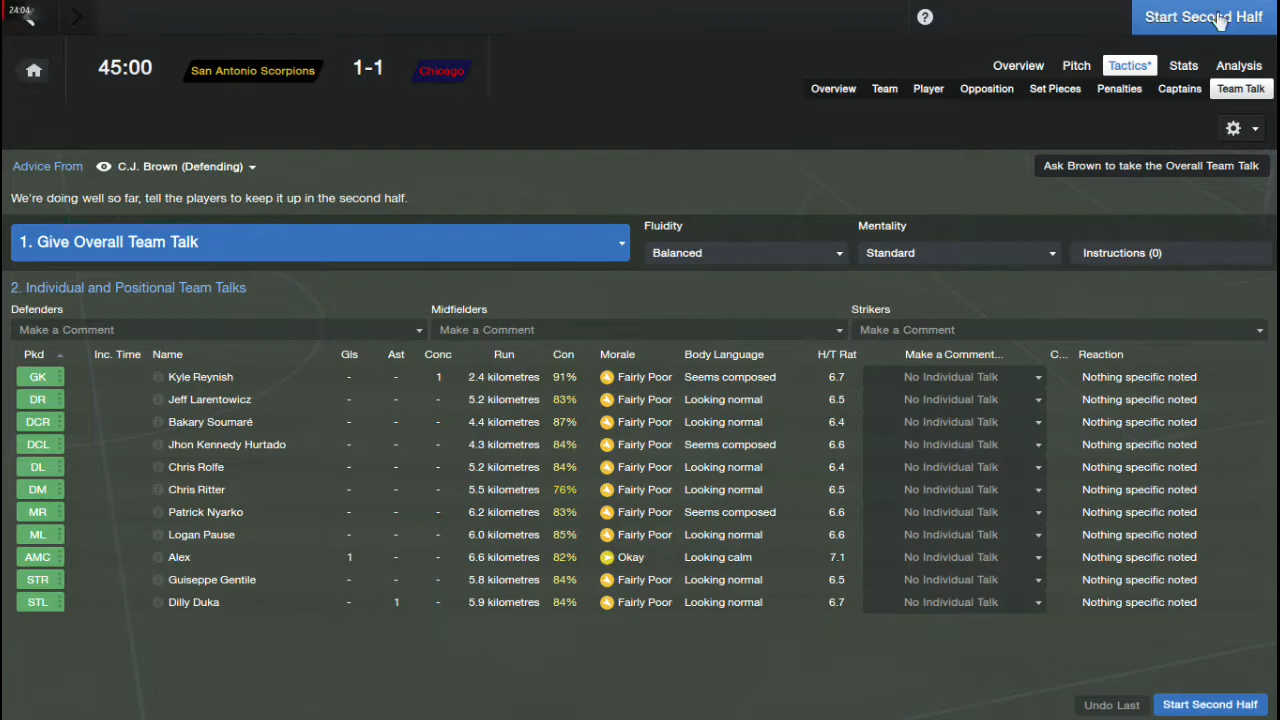 24:04
Start Second Half
45:00 San Antonio Scorpions 1-1 Chicago
Overview Pitch Tactics* Stats Analysis
Overview Team Player Opposition Set Pieces Penalties Captains Team Talk
Advice From C.J. Brown (Defending) Ask Brown to take the Overall Team Talk
We're doing well so far, tell the players to keep it up in the second half.
Fluidity Mentality
1. Give Overall Team Talk Balanced Standard Instructions (0)
2. Individual and Positional Team Talks
Defenders Midfielders Strikers
Make a Comment Make a Comment Make a Comment
Pkd Inc. Time Name Gls Ast Conc Run Con Morale Body Language H/T Rat Make a Comment... C... Reaction
GK Kyle Reynish - - 1 2.4 kilometres 91% Fairly Poor Seems composed 6.7 No Individual Talk Nothing specific noted
DR Jeff Larentowicz - - - 5.2 kilometres 83% Fairly Poor Looking normal 6.5 No Individual Talk Nothing specific noted
DCR Bakary Soumaré - - - 4.4 kilometres 87% Fairly Poor Looking normal 6.4 No Individual Talk Nothing specific noted
DCL Jhon Kennedy Hurtado - - - 4.3 kilometres 84% Fairly Poor Seems composed 6.6 No Individual Talk Nothing specific noted
DL Chris Rolfe - - - 5.2 kilometres 84% Fairly Poor Looking normal 6.4 No Individual Talk Nothing specific noted
DM Chris Ritter - - - 5.5 kilometres 76% Fairly Poor Looking normal 6.5 No Individual Talk Nothing specific noted
MR Patrick Nyarko - - - 6.2 kilometres 83% Fairly Poor Seems composed 6.6 No Individual Talk Nothing specific noted
ML Logan Pause - - - 6.0 kilometres 85% Fairly Poor Looking normal 6.6 No Individual Talk Nothing specific noted
AMC Alex 1 - - 6.6 kilometres 82% Okay Looking calm 7.1 No Individual Talk Nothing specific noted
STR Guiseppe Gentile - - - 5.8 kilometres 84% Fairly Poor Looking normal 6.5 No Individual Talk Nothing specific noted
STL Dilly Duka - 1 - 5.9 kilometres 84% Fairly Poor Looking normal 6.7 No Individual Talk Nothing specific noted
Undo Last Start Second Half